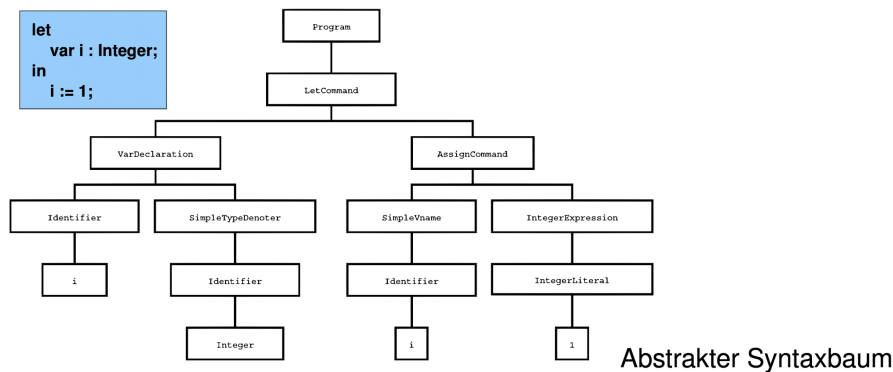 let
var i : Integer;
in
i := 1;
Program
LetCommand
VarDeclaration
AssignCommand
Identifier
SimpleTypeDenoter
SimpleVname
IntegerExpression
i
Identifier
Identifier
IntegerLiteral
Integer
i
1
Abstrakter Syntaxbaum